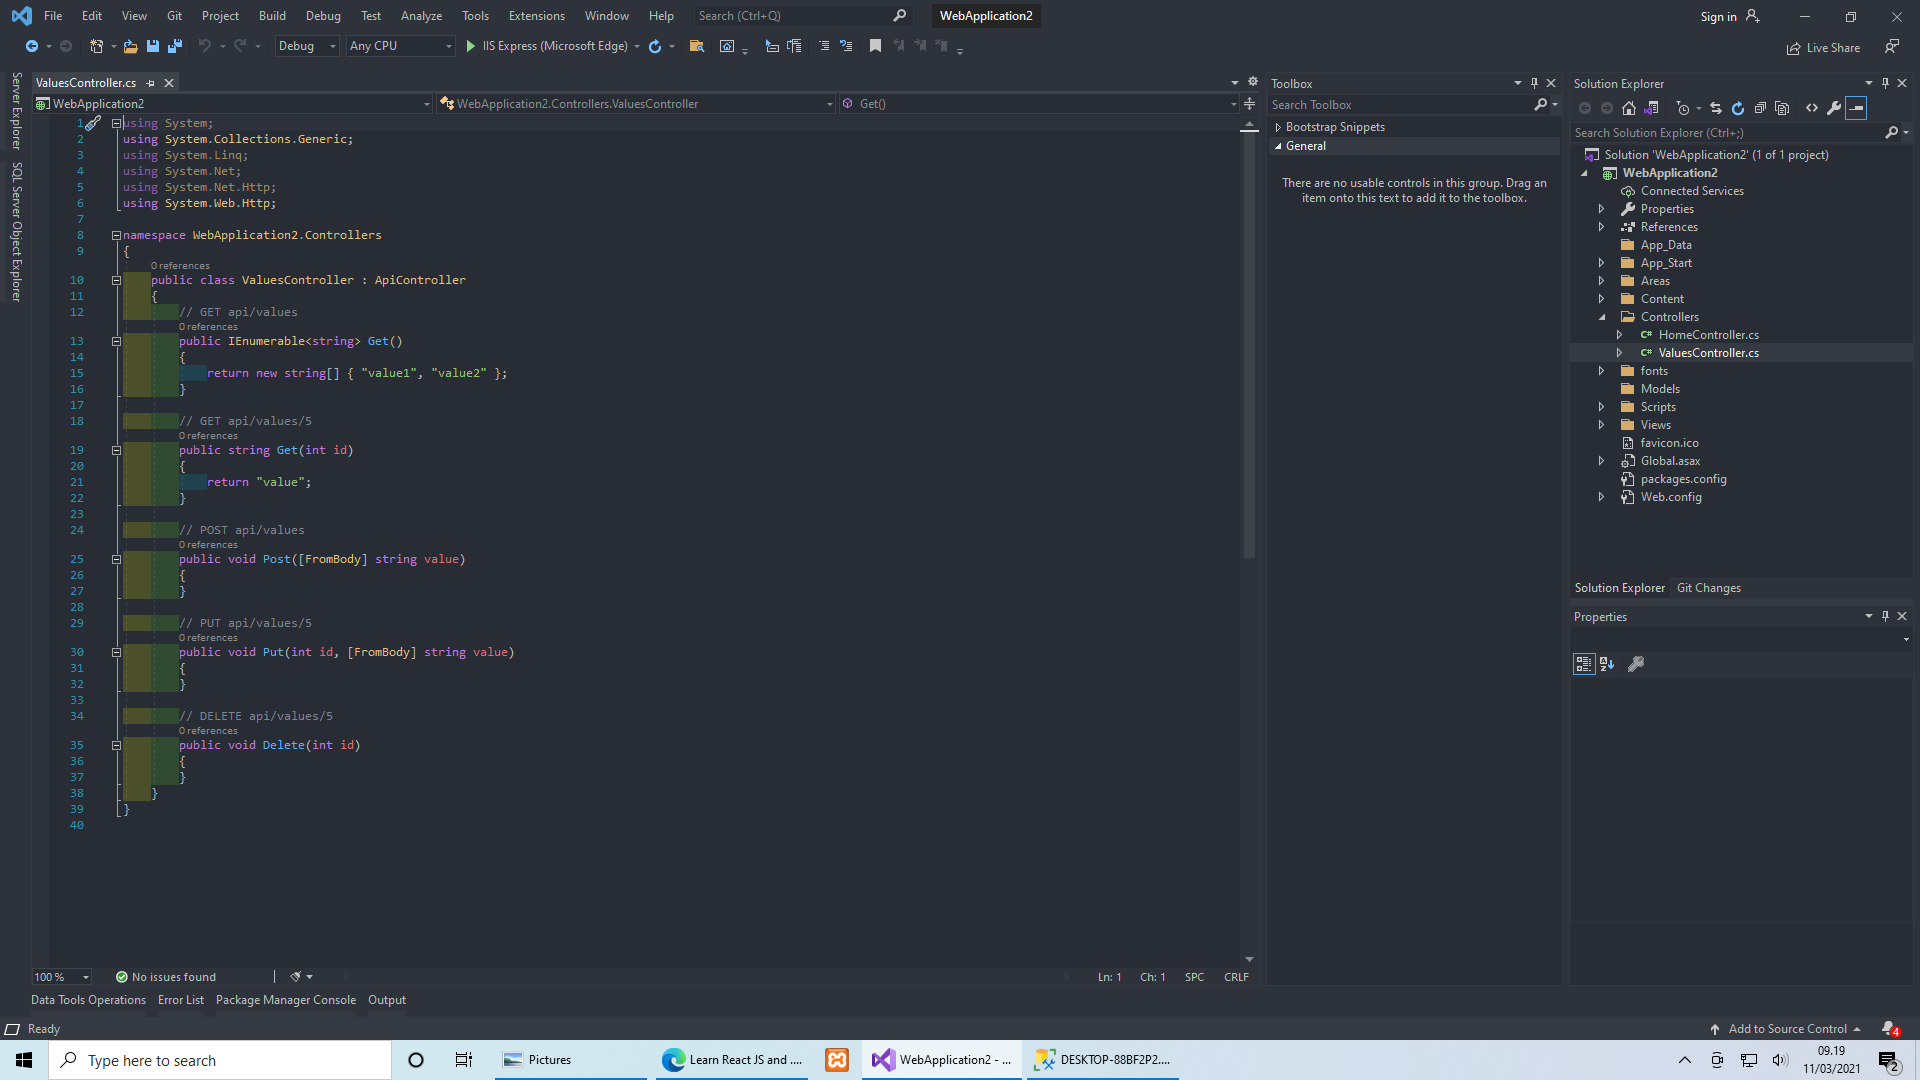 File Edit View Git Project Build Debug Test Analyze Tools Extensions Window Help Search (Ctrl+Q) WebApplication2 Sign in
Debug Any CPU IIS Express (Microsoft Edge) Live Share
Server Explorer
SQL Server Object Explorer
ValuesController.cs
WebApplication2 WebApplication2.Controllers.ValuesController Get()
1 using System;
2 using System.Collections.Generic;
3 using System.Linq;
4 using System.Net;
5 using System.Net.Http;
6 using System.Web.Http;
7
8 namespace WebApplication2.Controllers
9 {
0 references
10 public class ValuesController : ApiController
11 {
12 // GET api/values
0 references
13 public IEnumerable<string> Get()
14 {
15 return new string[] { "value1", "value2" };
16 }
17
18 // GET api/values/5
0 references
19 public string Get(int id)
20 {
21 return "value";
22 }
23
24 // POST api/values
0 references
25 public void Post([FromBody] string value)
26 {
27 }
28
29 // PUT api/values/5
0 references
30 public void Put(int id, [FromBody] string value)
31 {
32 }
33
34 // DELETE api/values/5
0 references
35 public void Delete(int id)
36 {
37 }
38 }
39 }
40
100 % No issues found Ln: 1 Ch: 1 SPC CRLF
Toolbox
Search Toolbox
Bootstrap Snippets
General
There are no usable controls in this group. Drag an
item onto this text to add it to the toolbox.
Solution Explorer
Search Solution Explorer (Ctrl+;)
Solution 'WebApplication2' (1 of 1 project)
WebApplication2
Connected Services
Properties
References
App_Data
App_Start
Areas
Content
Controllers
C# HomeController.cs
C# ValuesController.cs
fonts
Models
Scripts
Views
favicon.ico
Global.asax
packages.config
Web.config
Solution Explorer Git Changes
Properties
Data Tools Operations Error List Package Manager Console Output
Ready Add to Source Control 4
Type here to search Pictures Learn React JS and .... WebApplication2 - ... DESKTOP-88BF2P2.... 09.19
11/03/2021 2